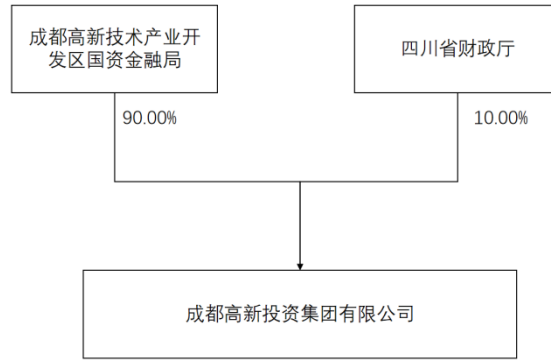 成都高新技术产业开
发区国资金融局
四川省财政厅
90.00%
10.00%
成都高新投资集团有限公司